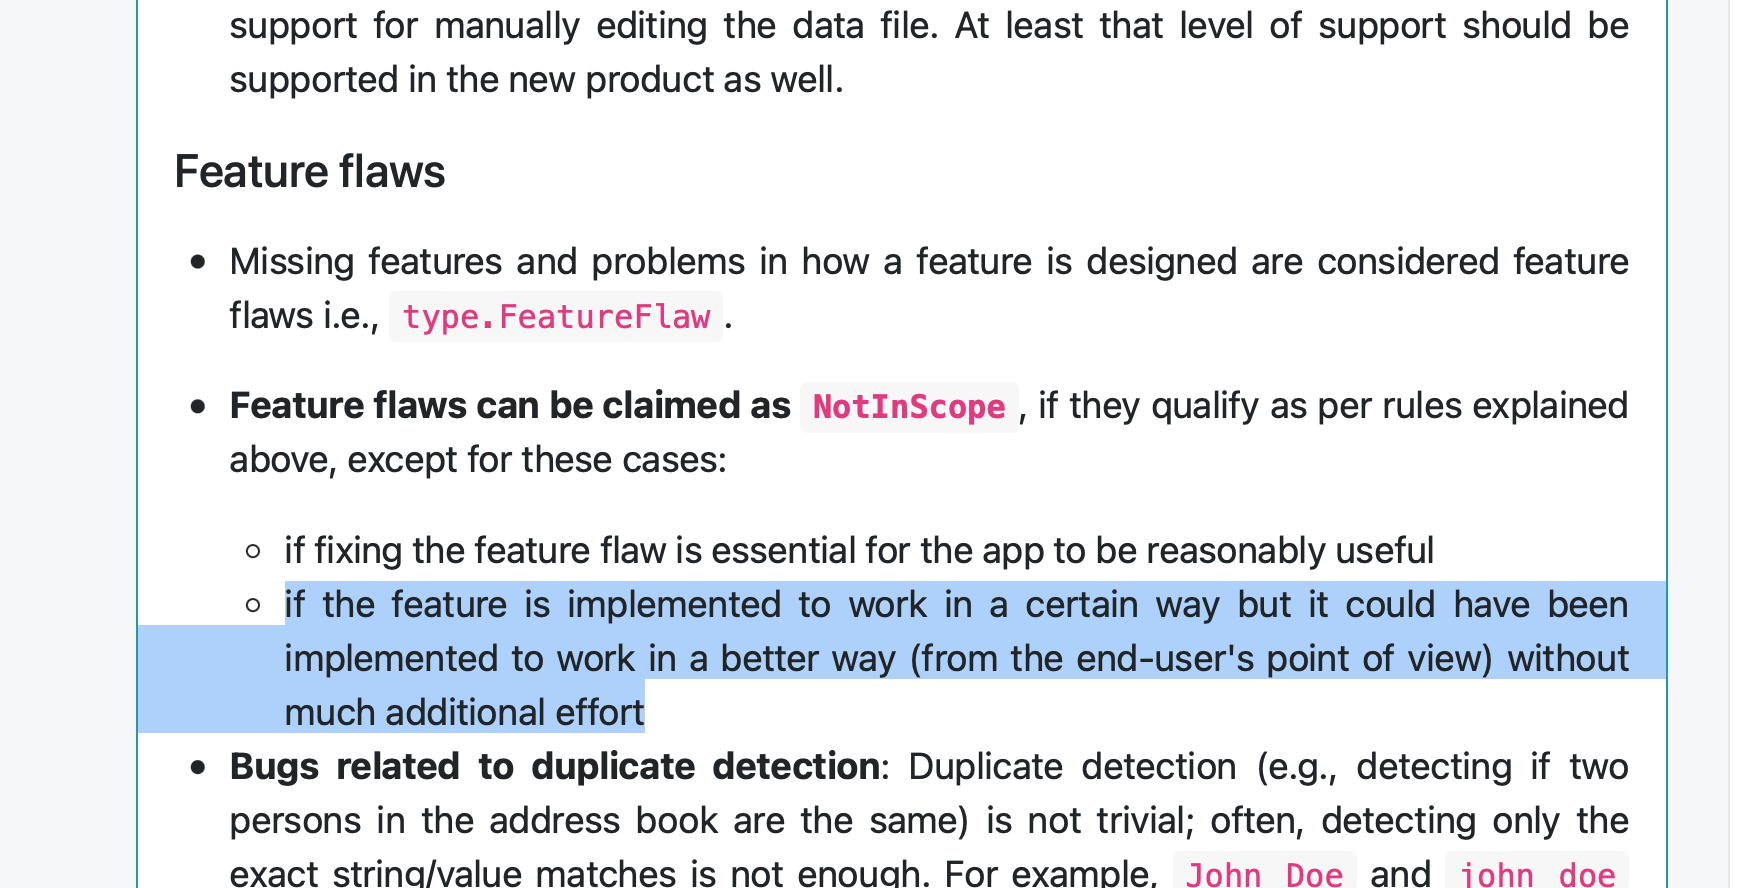 support for manually editing the data file. At least that level of support should be
supported in the new product as well.
Feature flaws
Missing features and problems in how a feature is designed are considered feature
flaws i.e., type.FeatureFlaw.
Feature flaws can be claimed as NotInScope, if they qualify as per rules explained
above, except for these cases:
if fixing the feature flaw is essential for the app to be reasonably useful
if the feature is implemented to work in a certain way but it could have been
implemented to work in a better way (from the end-user's point of view) without
much additional effort
Bugs related to duplicate detection: Duplicate detection (e.g., detecting if two
persons in the address book are the same) is not trivial; often, detecting only the
exact string/value matches is not enough. For example, John Doe and john doe